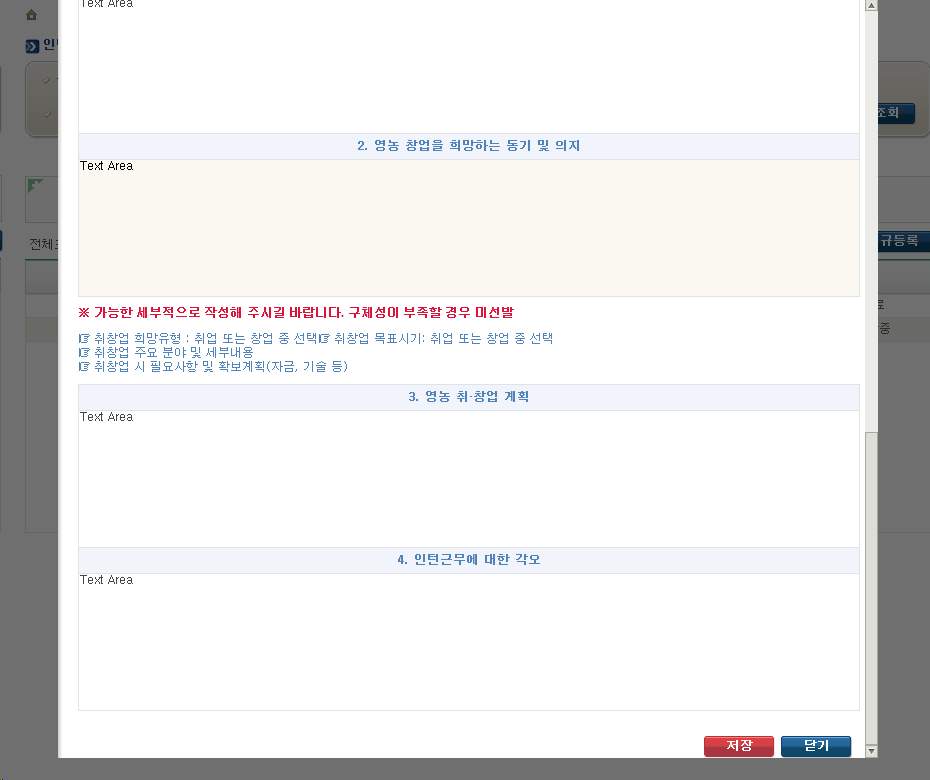 Text Area
인
조회
2. 영농 창업을 희망하는 동기 및 의지
Text Area
전체
규등록
※ 가능한 세부적으로 작성해 주시길 바랍니다. 구체성이 부족할 경우 미선발
☞ 취창업 희망유형 : 취업 또는 창업 중 선택☞ 취창업 목표시기: 취업 또는 창업 중 선택
☞ 취창업 주요 분야 및 세부내용
☞ 취창업 시 필요사항 및 확보계획(자금, 기술 등)
3. 영농 취·창업 계획
Text Area
4. 인턴근무에 대한 각오
Text Area
저장
닫기